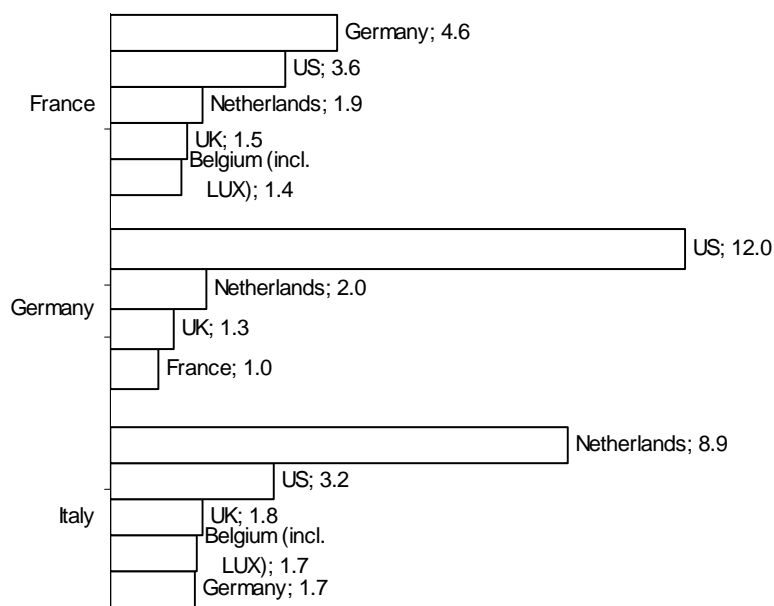 Germany; 4.6
US; 3.6
France
Netherlands; 1.9
UK; 1.5
Belgium (incl.
LUX); 1.4
US; 12.0
Netherlands; 2.0
Germany
UK; 1.3
France; 1.0
Netherlands; 8.9
US; 3.2
Italy
UK; 1.8
Belgium (incl.
LUX); 1.7
Germany; 1.7